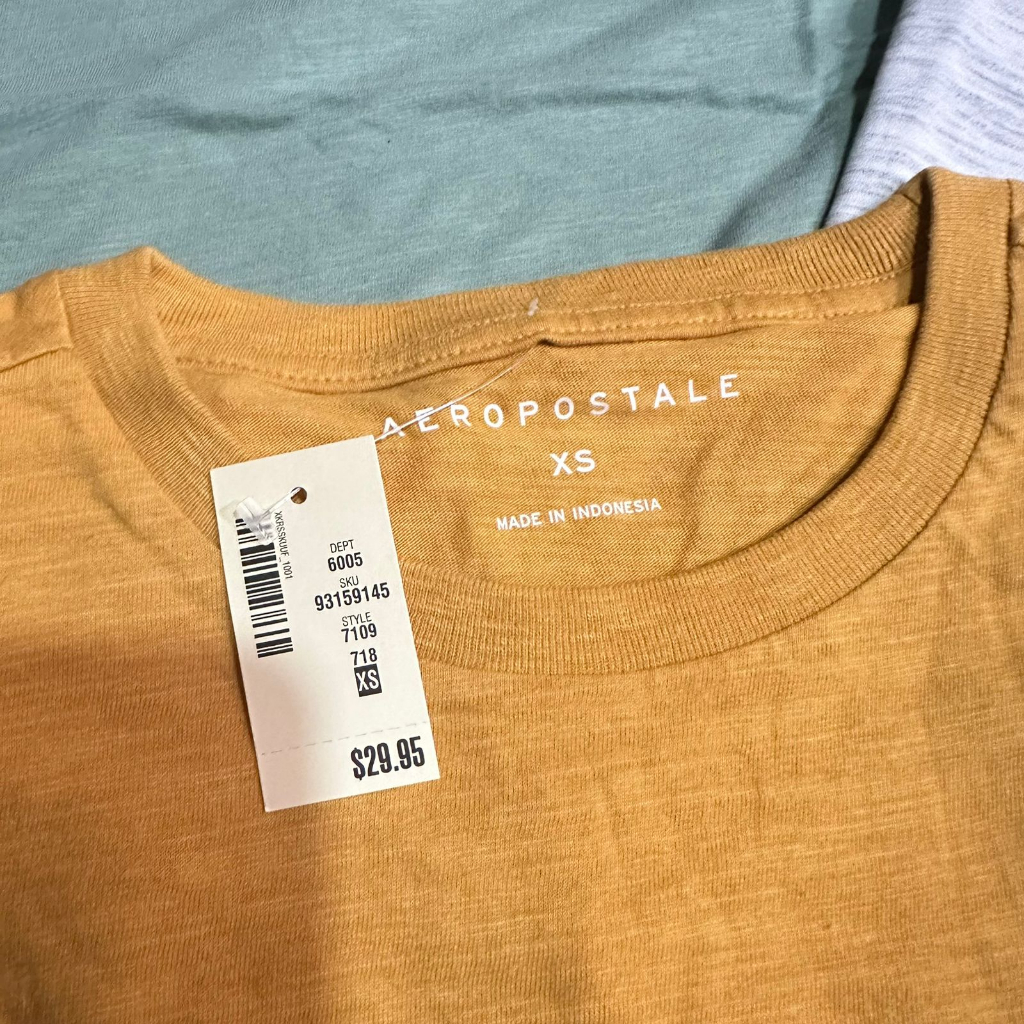 AEROPOSTALE
XS
MADE IN INDONESIA
DEPT
6005
SKU
93159145
STYLE
7109
718
XS
$29.95